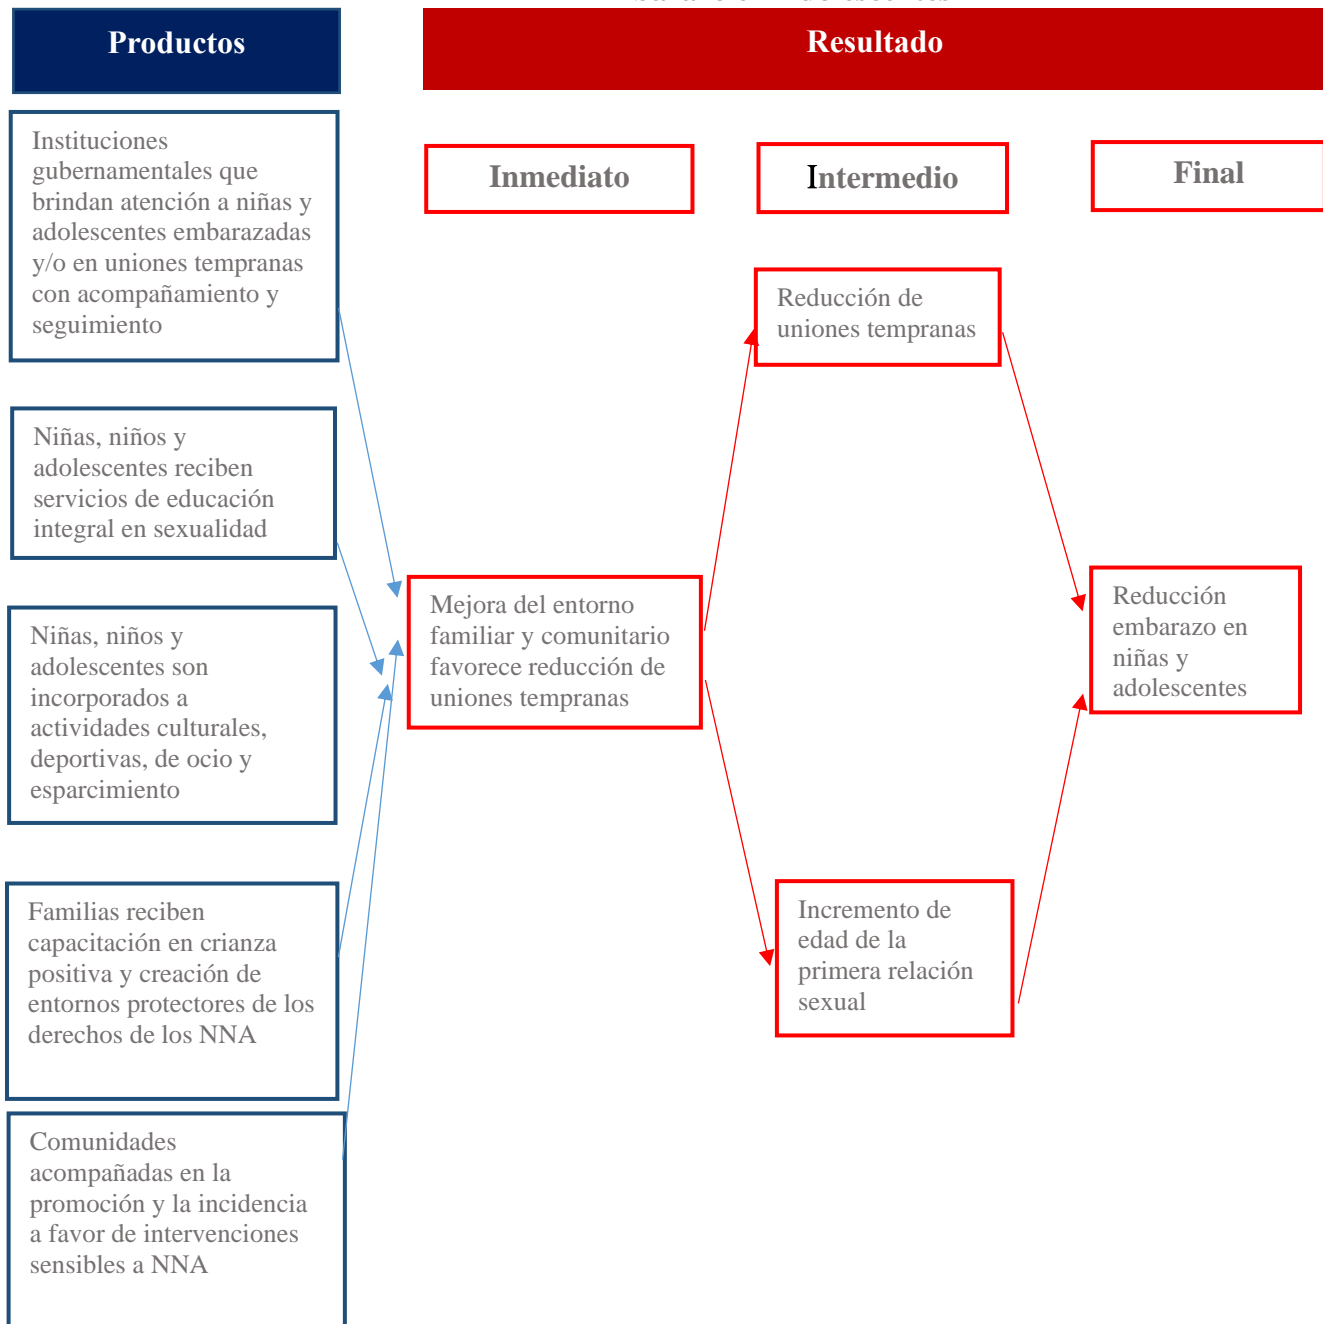 Productos
Resultado
Instituciones
gubernamentales que
brindan atención a niñas y
adolescentes embarazadas
y/o en uniones tempranas
con acompañamiento y
seguimiento
Inmediato
Intermedio
Final
Reducción de
uniones tempranas
Niñas, niños y
adolescentes reciben
servicios de educación
integral en sexualidad
Mejora del entorno
familiar y comunitario
favorece reducción de
uniones tempranas
Reducción
embarazo en
niñas y
adolescentes
Niñas, niños y
adolescentes son
incorporados a
actividades culturales,
deportivas, de ocio y
esparcimiento
Familias reciben
capacitación en crianza
positiva y creación de
entornos protectores de los
derechos de los NNA
Incremento de
edad de la
primera relación
sexual
Comunidades
acompañadas en la
promoción y la incidencia
a favor de intervenciones
sensibles a NNA